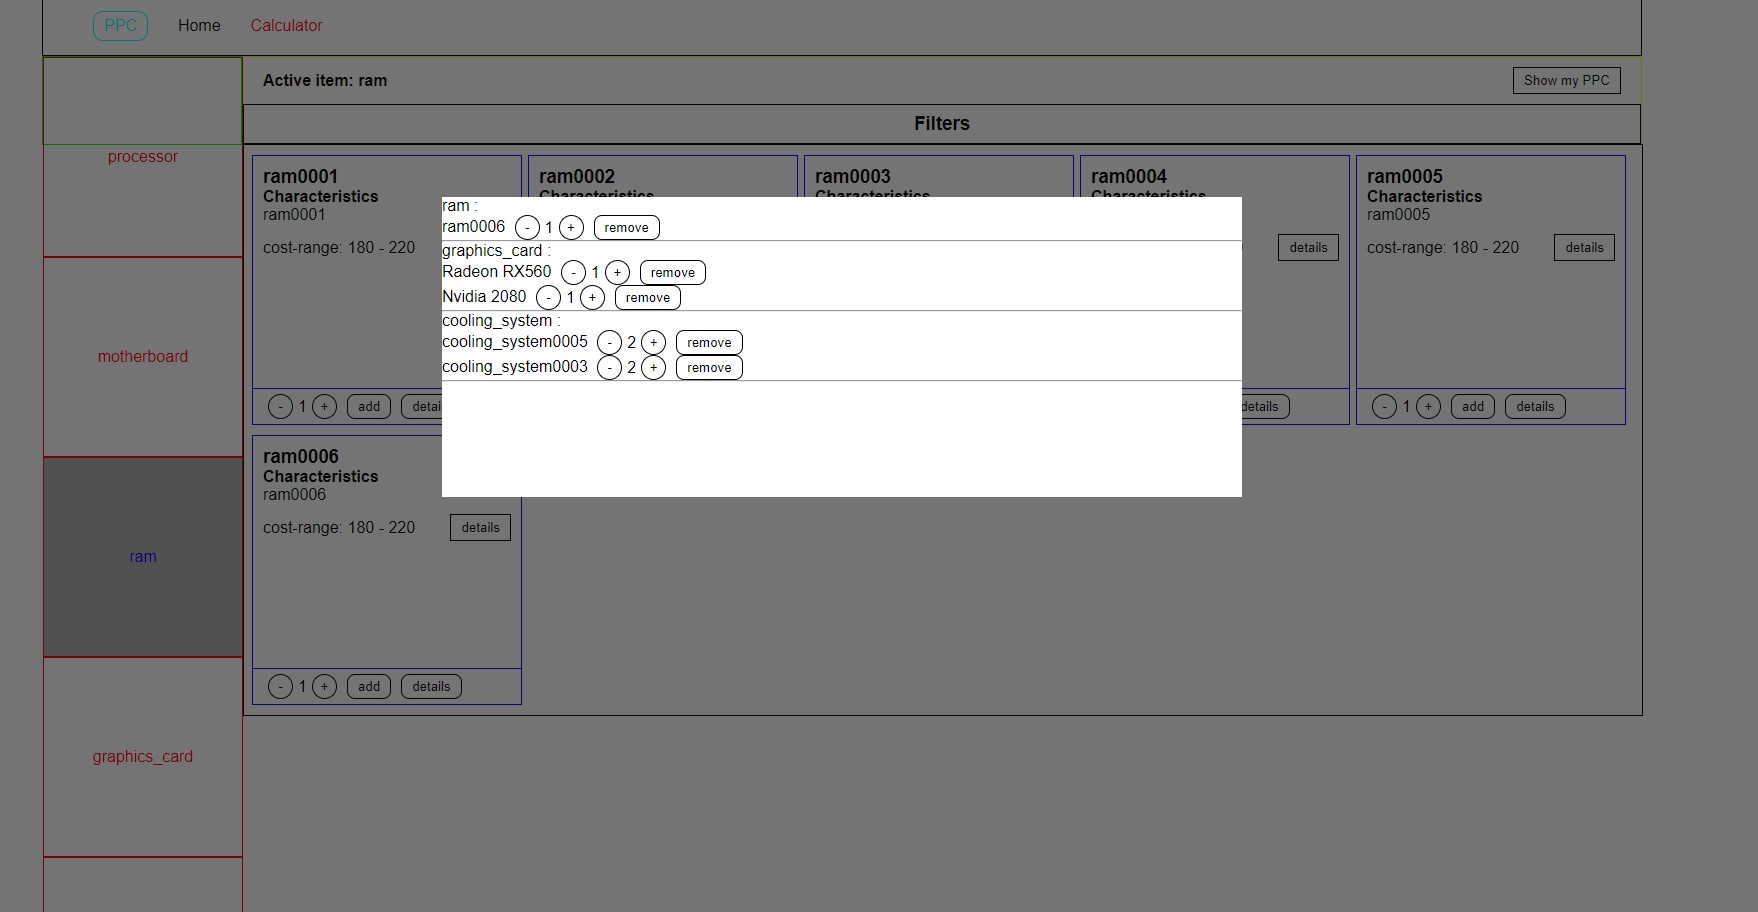 PPC Home Calculator
Active item: ram Show my PPC
Filters
processor
motherboard
ram
graphics_card
ram0001
Characteristics
ram0001
cost-range: 180 - 220
- 1 + add
ram0002
Characteristics
ram0003
Characteristics
ram0004
Characteristics
details
details
ram0005
Characteristics
ram0005
cost-range: 180 - 220 details
- 1 + add details
ram0006
Characteristics
ram0006
cost-range: 180 - 220 details
- 1 + add details
ram :
ram0006 - 1 + remove
graphics_card :
Radeon RX560 - 1 + remove
Nvidia 2080 - 1 + remove
cooling_system :
cooling_system0005 - 2 + remove
cooling_system0003 - 2 + remove